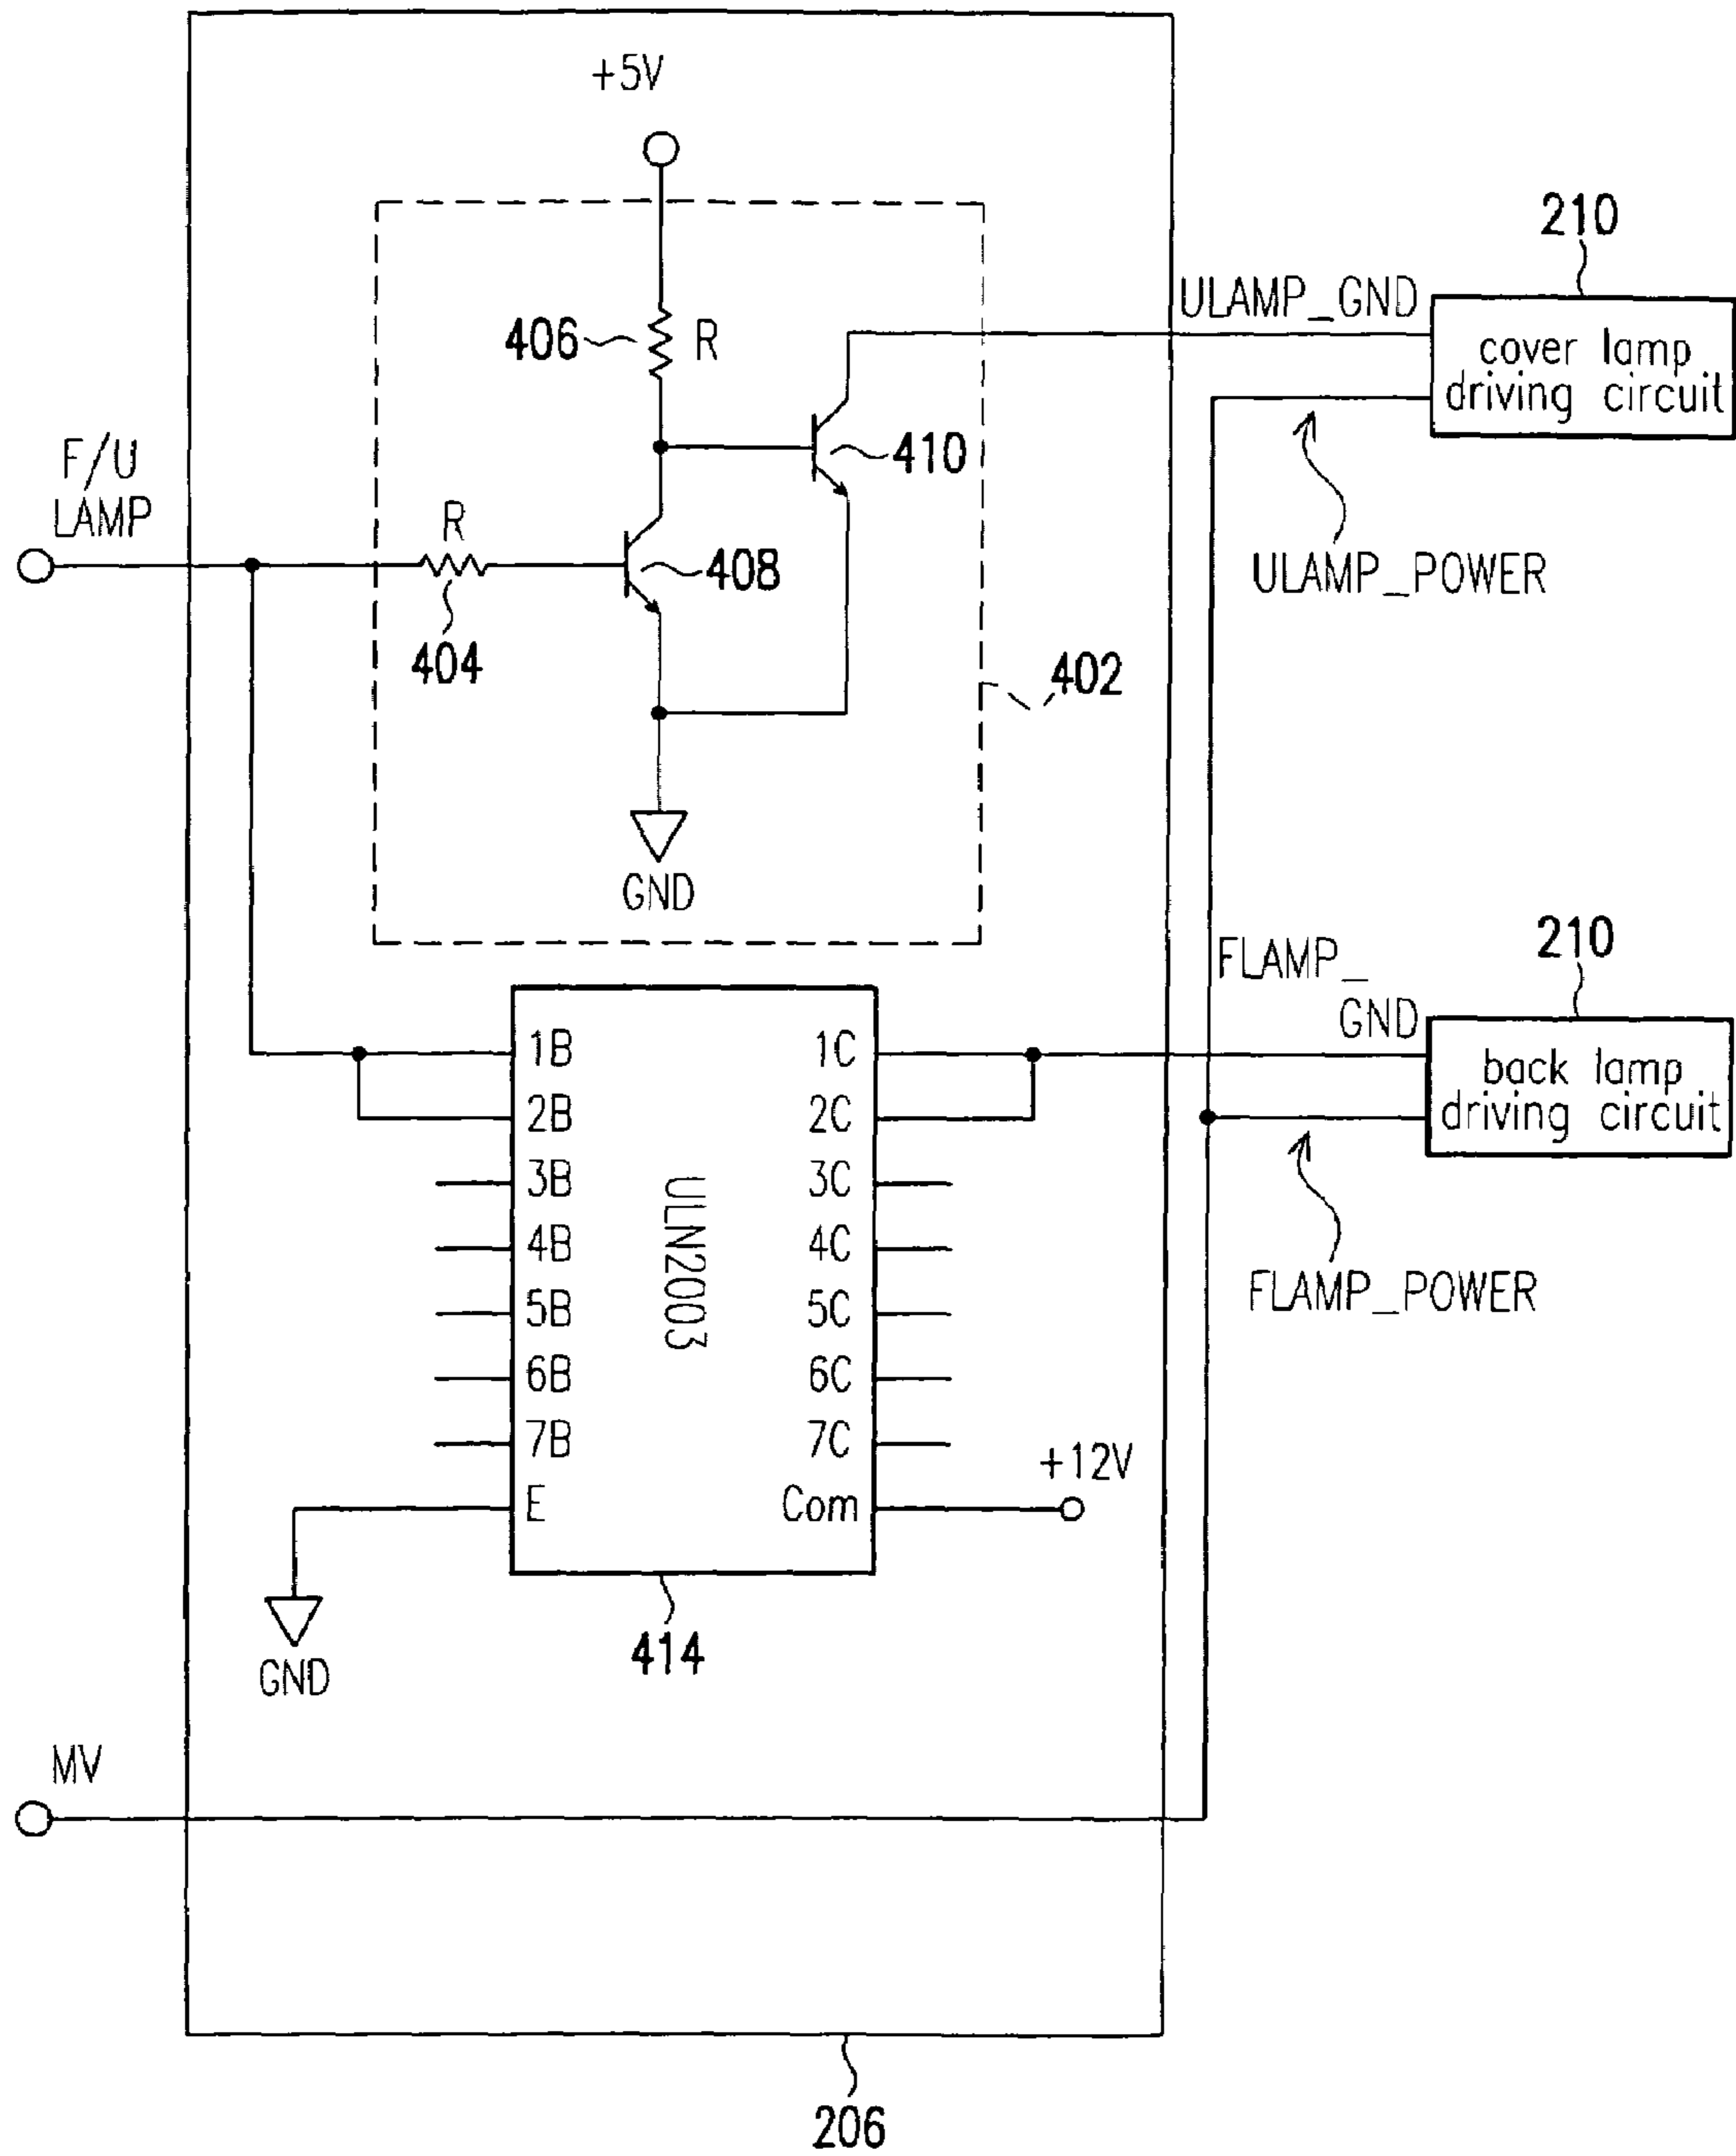 +5V
210
ULAMP_GND
406
R
cover lamp
driving circuit
F/U
LAMP
410
R
408
ULAMP_POWER
404
402
GND
210
FLAMP_
GND
1B
1C
back lamp
driving circuit
2B
2C
3B
3C
ULN2003
4B
4C
FLAMP_POWER
5B
5C
6B
6C
7B
7C
+12V
E
Com
414
GND
MV
206